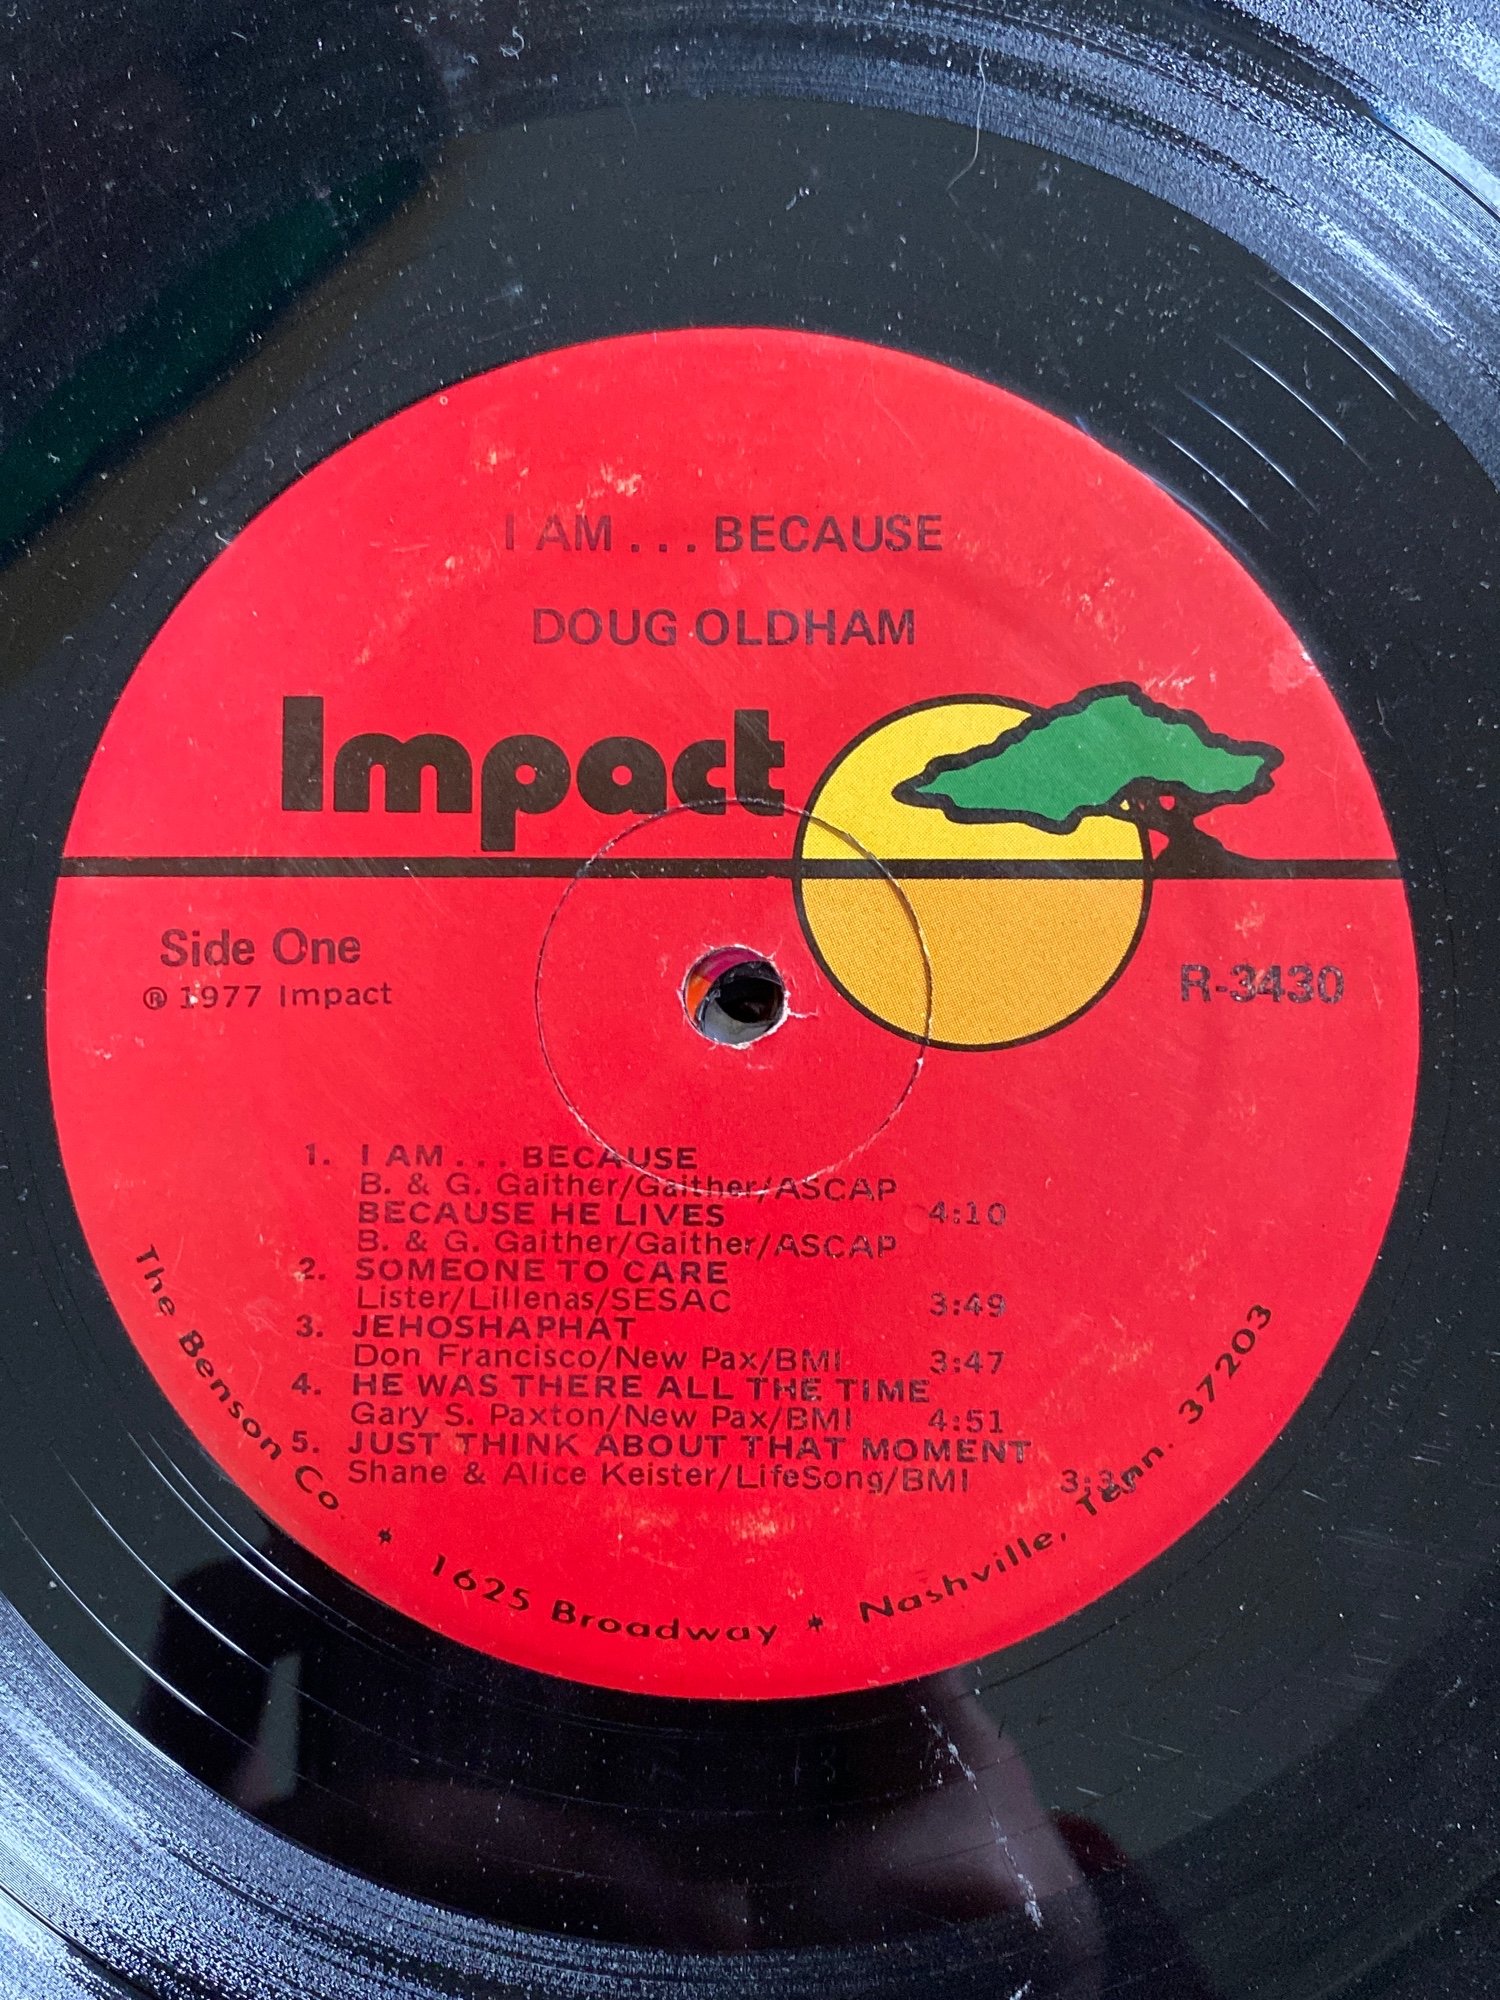 I AM . . . BECAUSE
DOUG OLDHAM
Impact
Side One
℗ 1977 Impact
R-3430
1. I AM . . . BECAUSE
B. & G. Gaither/Gaither/ASCAP
BECAUSE HE LIVES 4:10
B. & G. Gaither/Gaither/ASCAP
2. SOMEONE TO CARE
Lister/Lillenas/SESAC 3:49
3. JEHOSHAPHAT
Don Francisco/New Pax/BMI 3:47
4. HE WAS THERE ALL THE TIME
Gary S. Paxton/New Pax/BMI 4:51
5. JUST THINK ABOUT THAT MOMENT
Shane & Alice Keister/LifeSong/BMI
The Benson Co. * 1625 Broadway * Nashville, Tenn. 37203